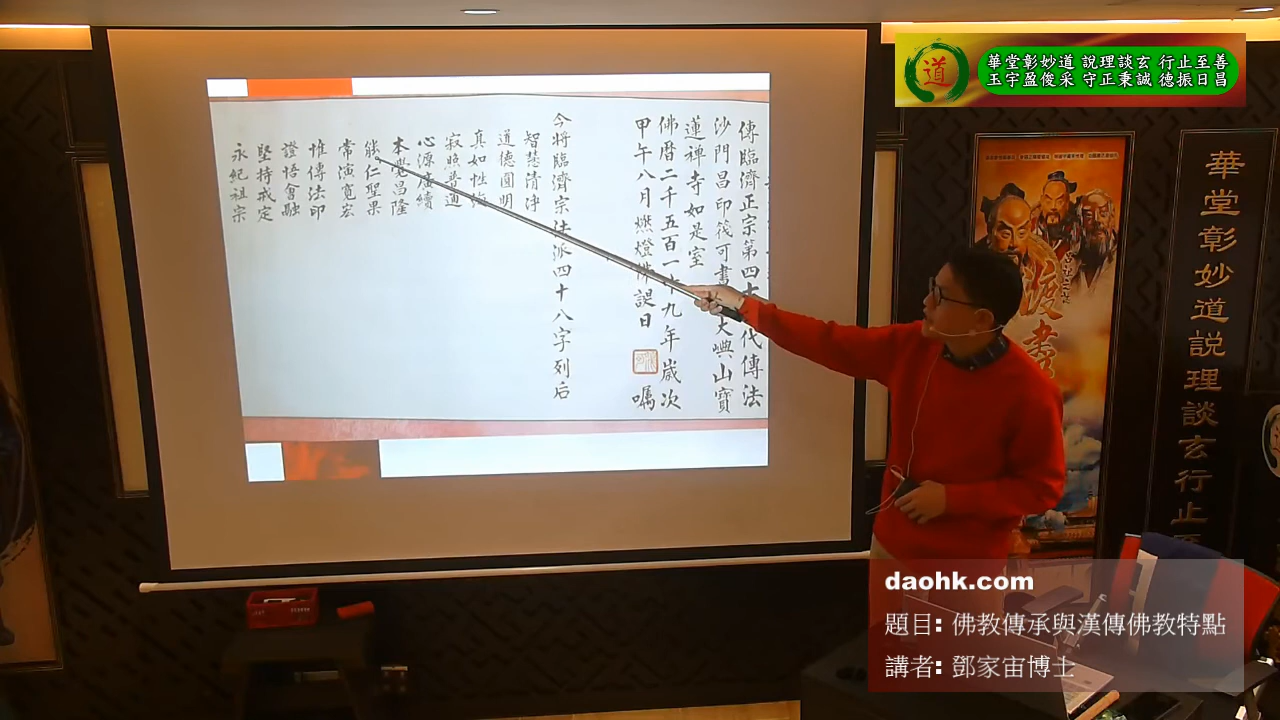 華堂彰妙道 說理談玄 行止至善
玉宇盈俊采 守正秉誠 德振日昌
傳臨濟正宗第四十代傳法
沙門昌印筏可書大嶼山寶
蓮禪寺如是室
佛曆二千五百一十九年歲次
甲午八月燃燈佛誕日 囑
今將臨濟宗法派四十八字列后
智慧清淨
道德圓明
真如性海
寂照普通
心源廣續
本覺昌隆
能仁聖果
常演寬宏
惟傳法印
證悟會融
堅持戒定
永紀祖宗
華堂彰妙道說理談玄行止至
daohk.com
題目: 佛教傳承與漢傳佛教特點
講者: 鄧家宙博士